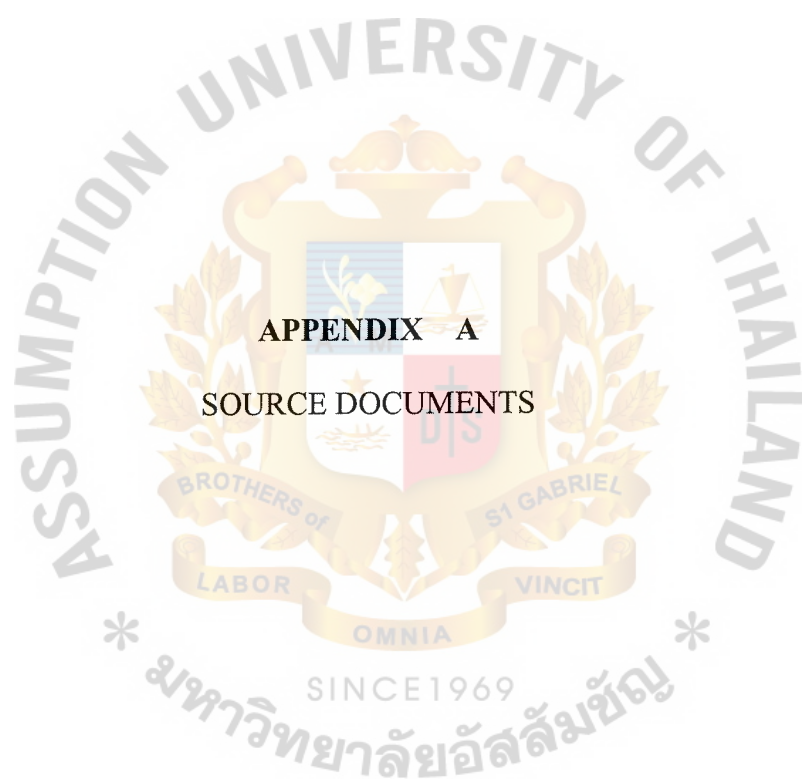 ASSUMPTION UNIVERSITY OF THAILAND
APPENDIX A
A M
SOURCE DOCUMENTS
D S
BROTHERS of
S1 GABRIEL
LABOR
VINCIT
OMNIA
* *
SINCE1969
มหาวิทยาลัยอัสสัมชัญ